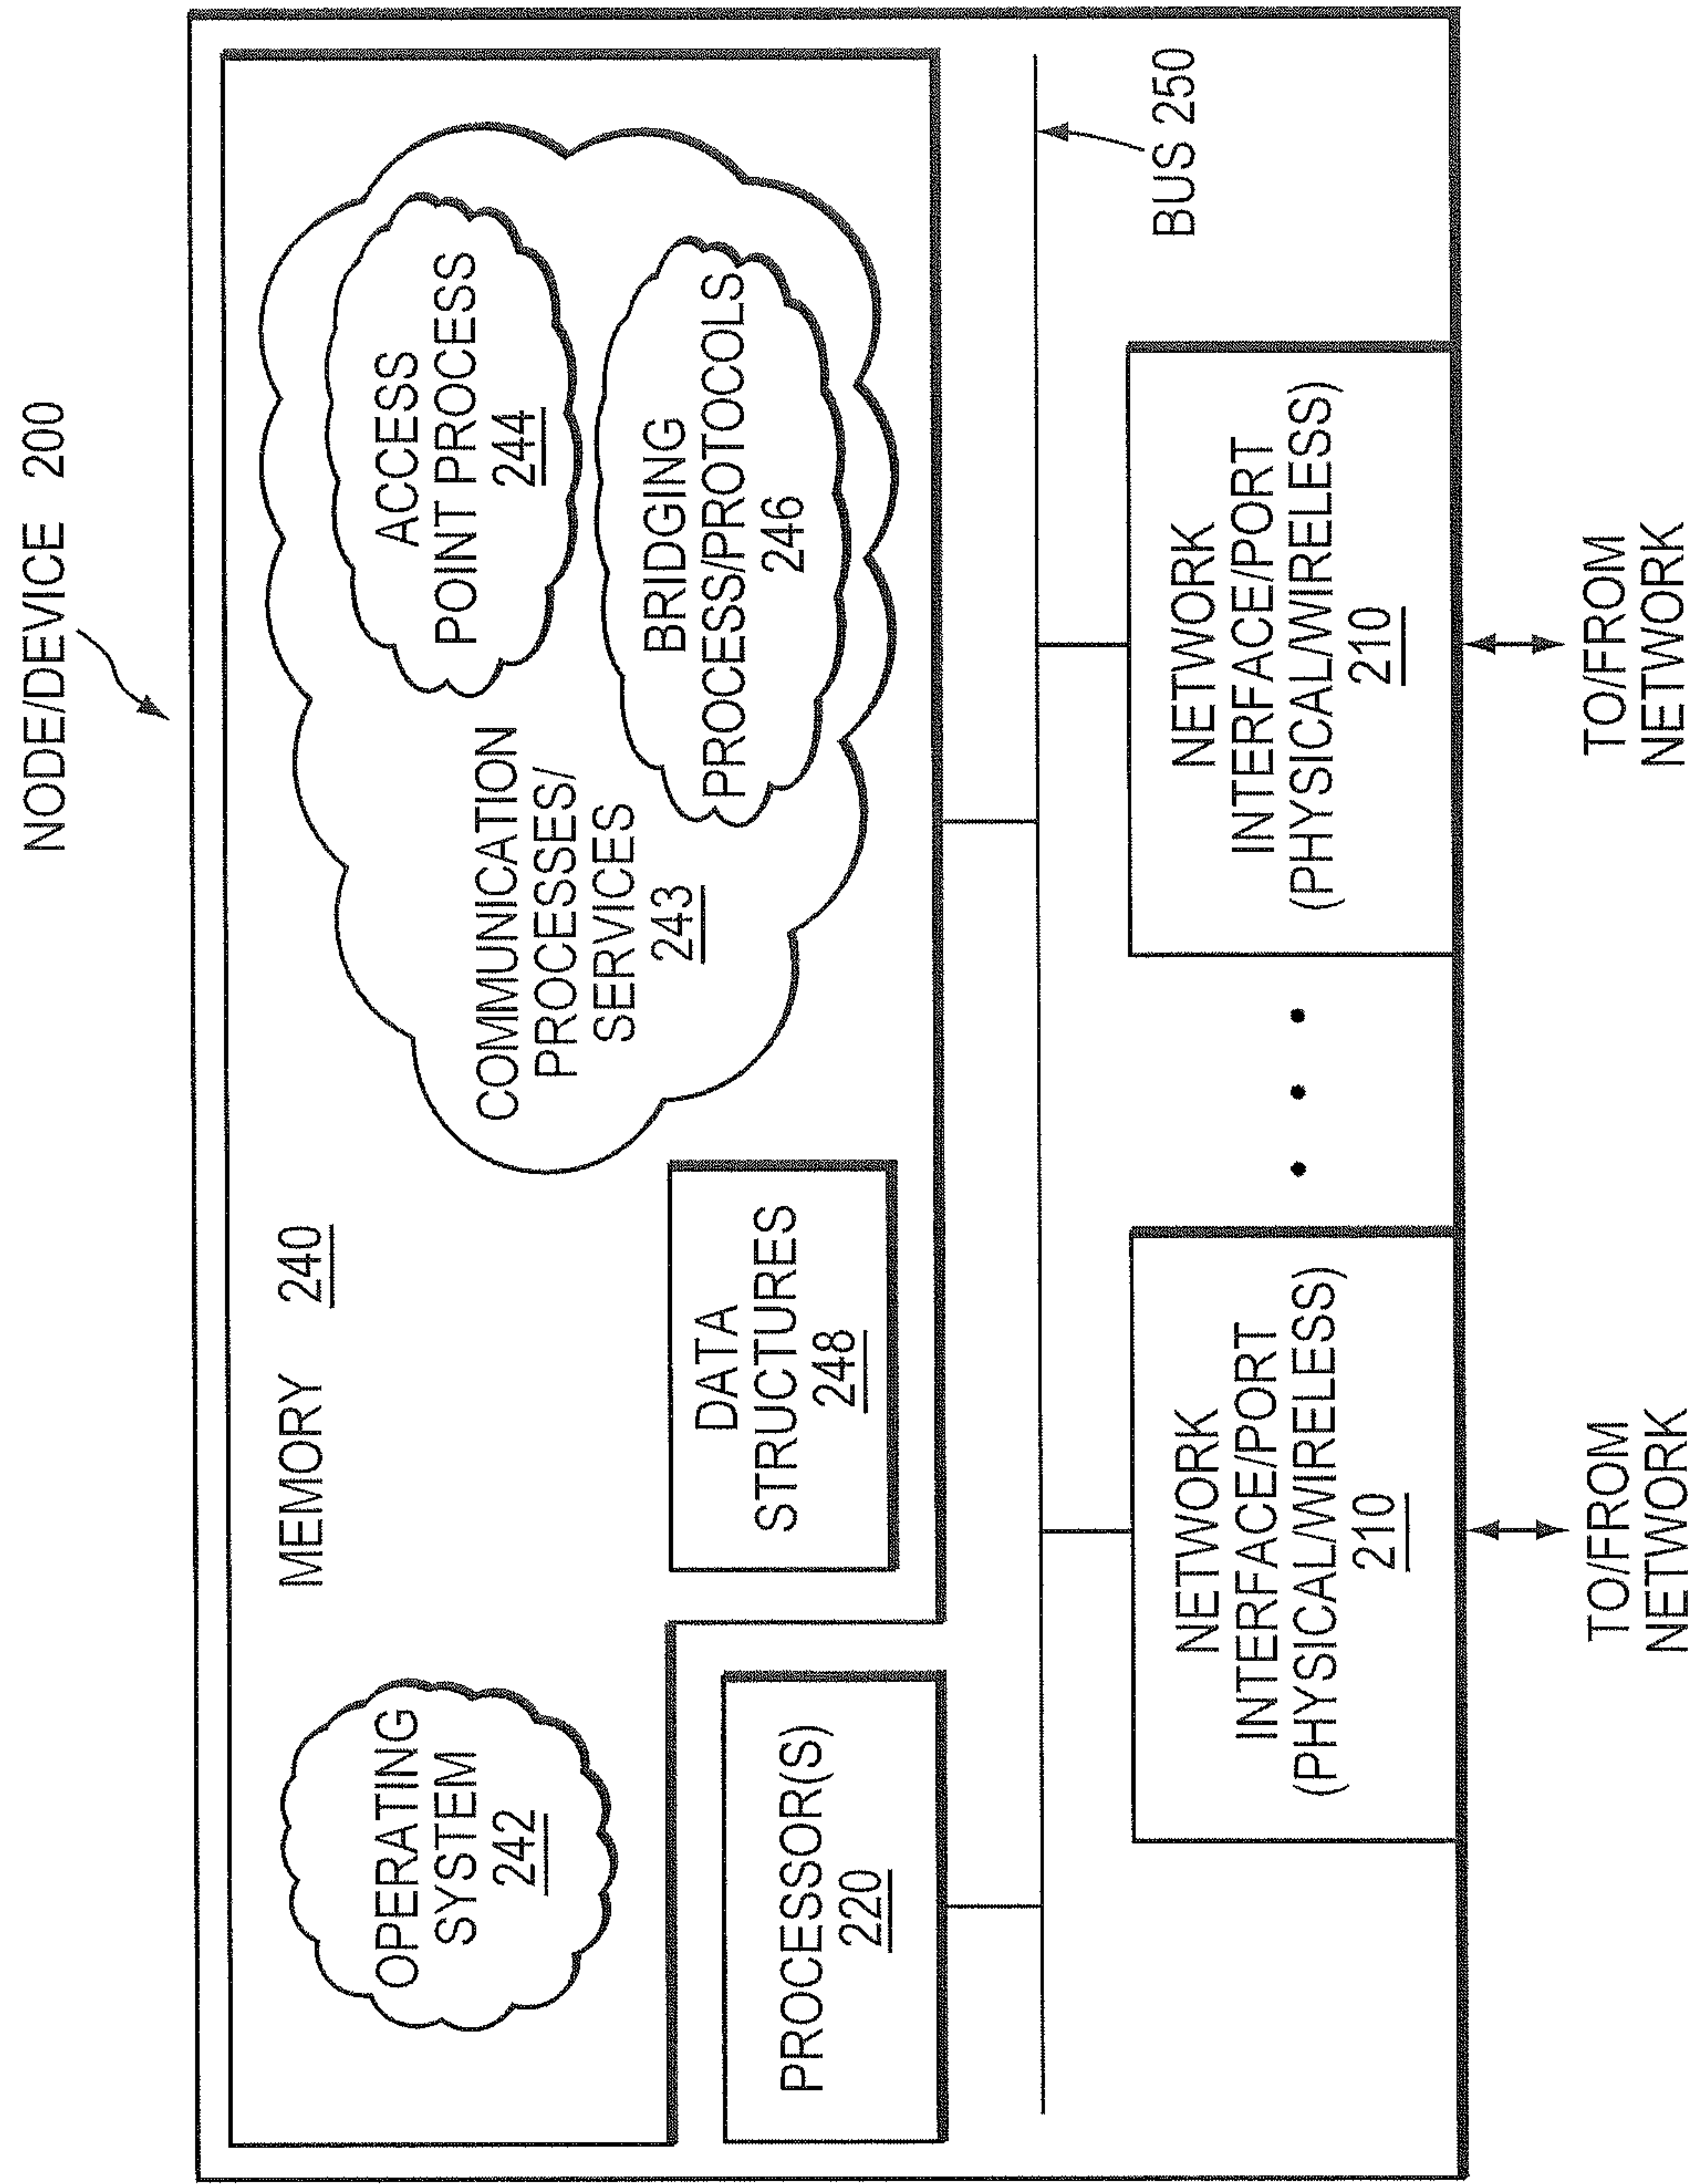 NODE/DEVICE 200
MEMORY 240
OPERATING
SYSTEM
242
COMMUNICATION
PROCESSES/
SERVICES
243
ACCESS
POINT PROCESS
244
BRIDGING
PROCESS/PROTOCOLS
246
DATA
STRUCTURES
248
PROCESSOR(S)
220
BUS 250
NETWORK
INTERFACE/PORT
(PHYSICAL/WIRELESS)
210
NETWORK
INTERFACE/PORT
(PHYSICAL/WIRELESS)
210
TO/FROM
NETWORK
TO/FROM
NETWORK